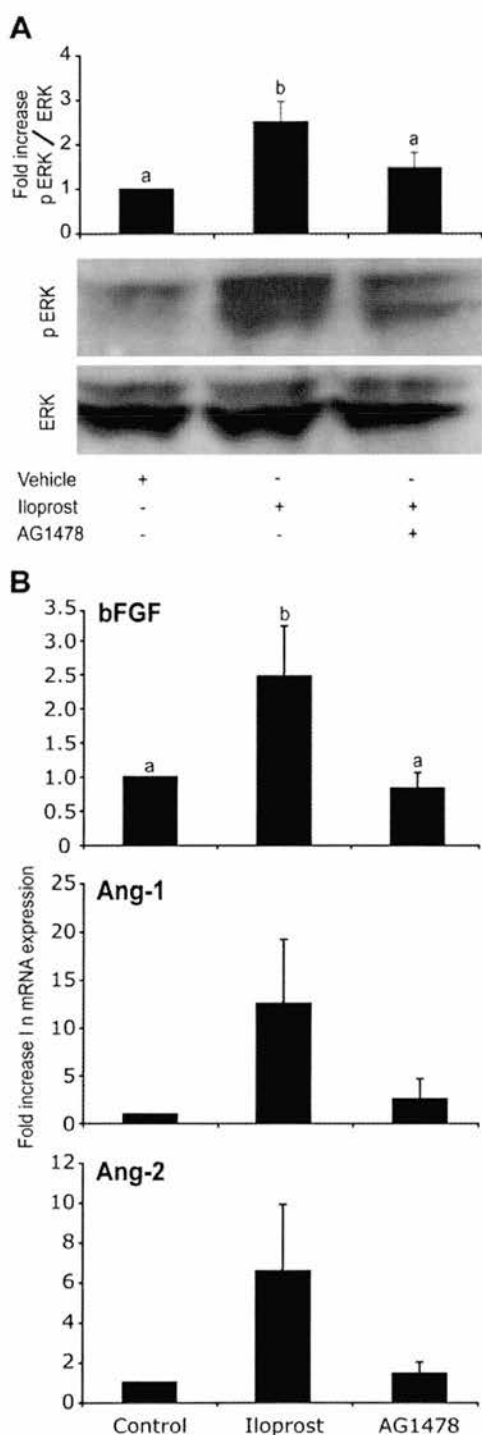 A
Fold increase
p ERK / ERK
4
3
2
1
0
a
b
a
p ERK
ERK
Vehicle + - -
Iloprost - + +
AG1478 - - +
B
bFGF
3.5
3.0
2.5
2.0
1.5
1.0
0.5
0
a
b
a
Fold increase I n mRNA expression
Ang-1
25
20
15
10
5
0
Ang-2
12
10
8
6
4
2
0
Control Iloprost AG1478